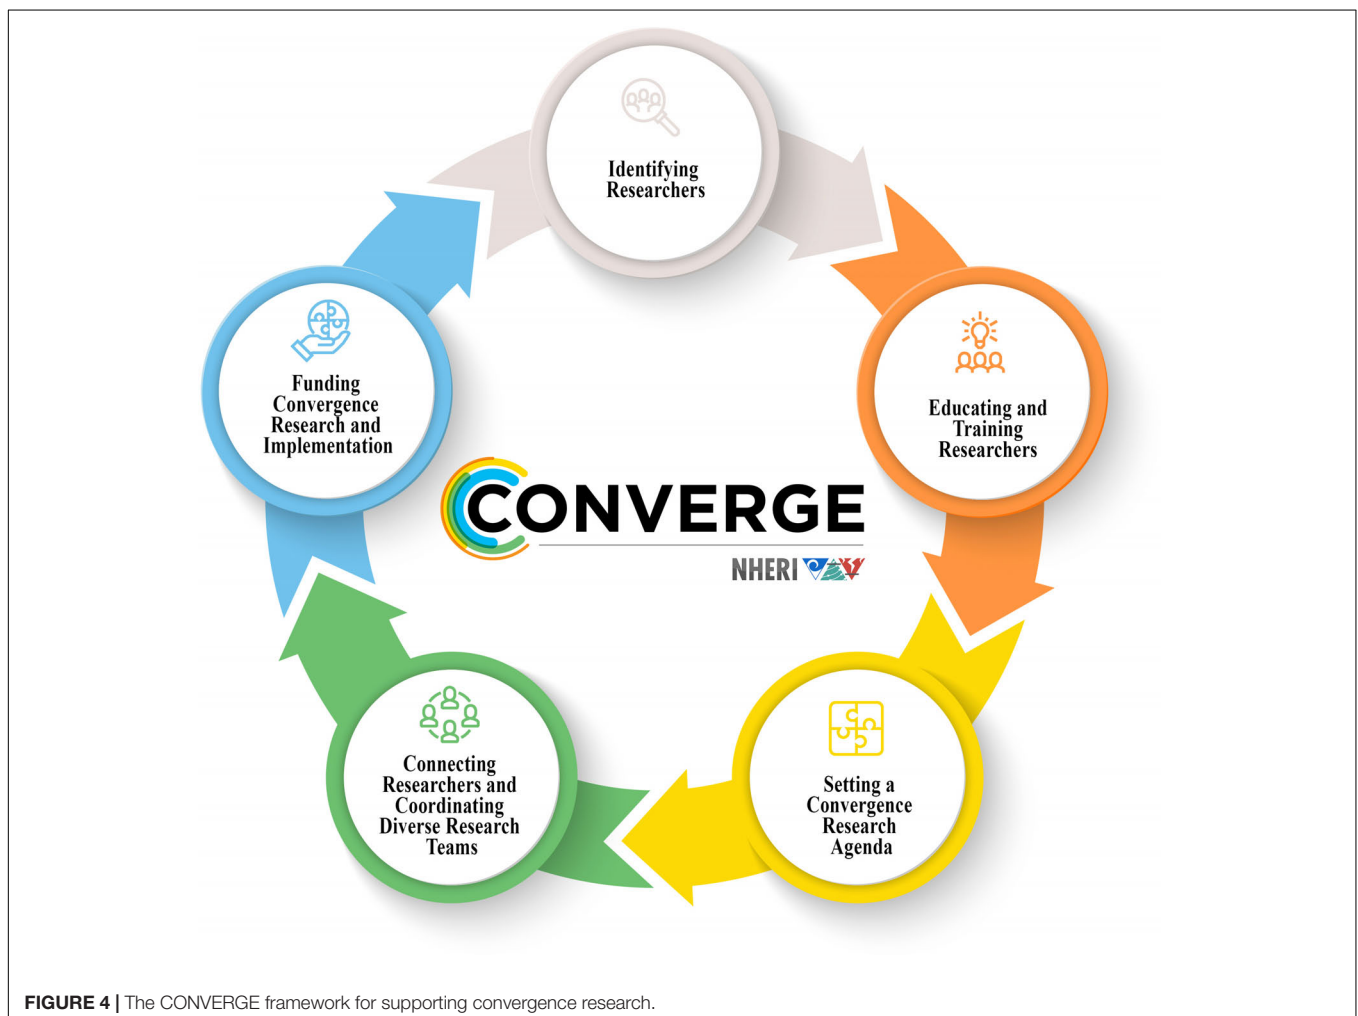 Identifying
Researchers
Educating and
Training
Researchers
Setting a
Convergence
Research
Agenda
Connecting
Researchers and
Coordinating
Diverse Research
Teams
Funding
Convergence
Research and
Implementation
CONVERGE
NHERI
FIGURE 4 | The CONVERGE framework for supporting convergence research.